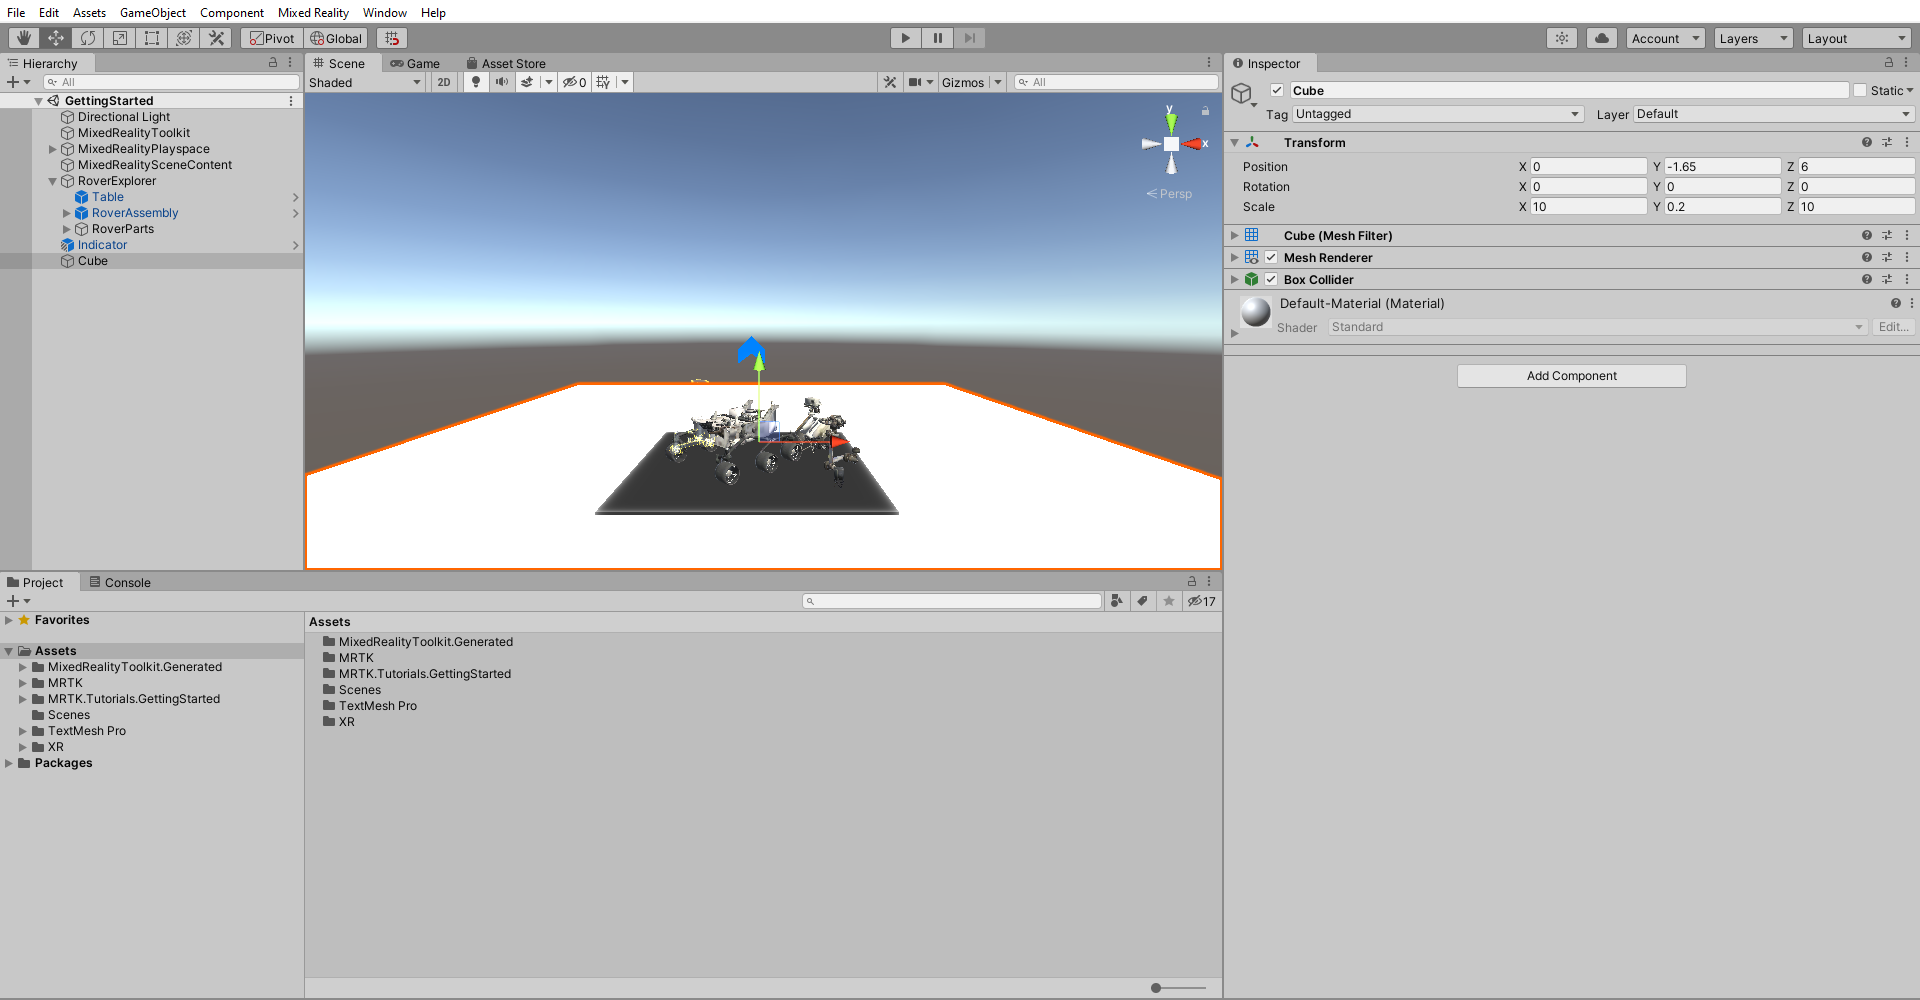 File Edit Assets GameObject Component Mixed Reality Window Help
Pivot Global Account Layers Layout
Hierarchy
All
GettingStarted
Directional Light
MixedRealityToolkit
MixedRealityPlayspace
MixedRealitySceneContent
RoverExplorer
Table
RoverAssembly
RoverParts
Indicator
Cube
Scene Game Asset Store
Shaded 2D 0 Gizmos All
y
x
Persp
Inspector
Cube Static
Tag Untagged Layer Default
Transform
Position X 0 Y -1.65 Z 6
Rotation X 0 Y 0 Z 0
Scale X 10 Y 0.2 Z 10
Cube (Mesh Filter)
Mesh Renderer
Box Collider
Default-Material (Material)
Shader Standard Edit...
Add Component
Project Console
17
Favorites
Assets
MixedRealityToolkit.Generated
MRTK
MRTK.Tutorials.GettingStarted
Scenes
TextMesh Pro
XR
Packages
Assets
MixedRealityToolkit.Generated
MRTK
MRTK.Tutorials.GettingStarted
Scenes
TextMesh Pro
XR